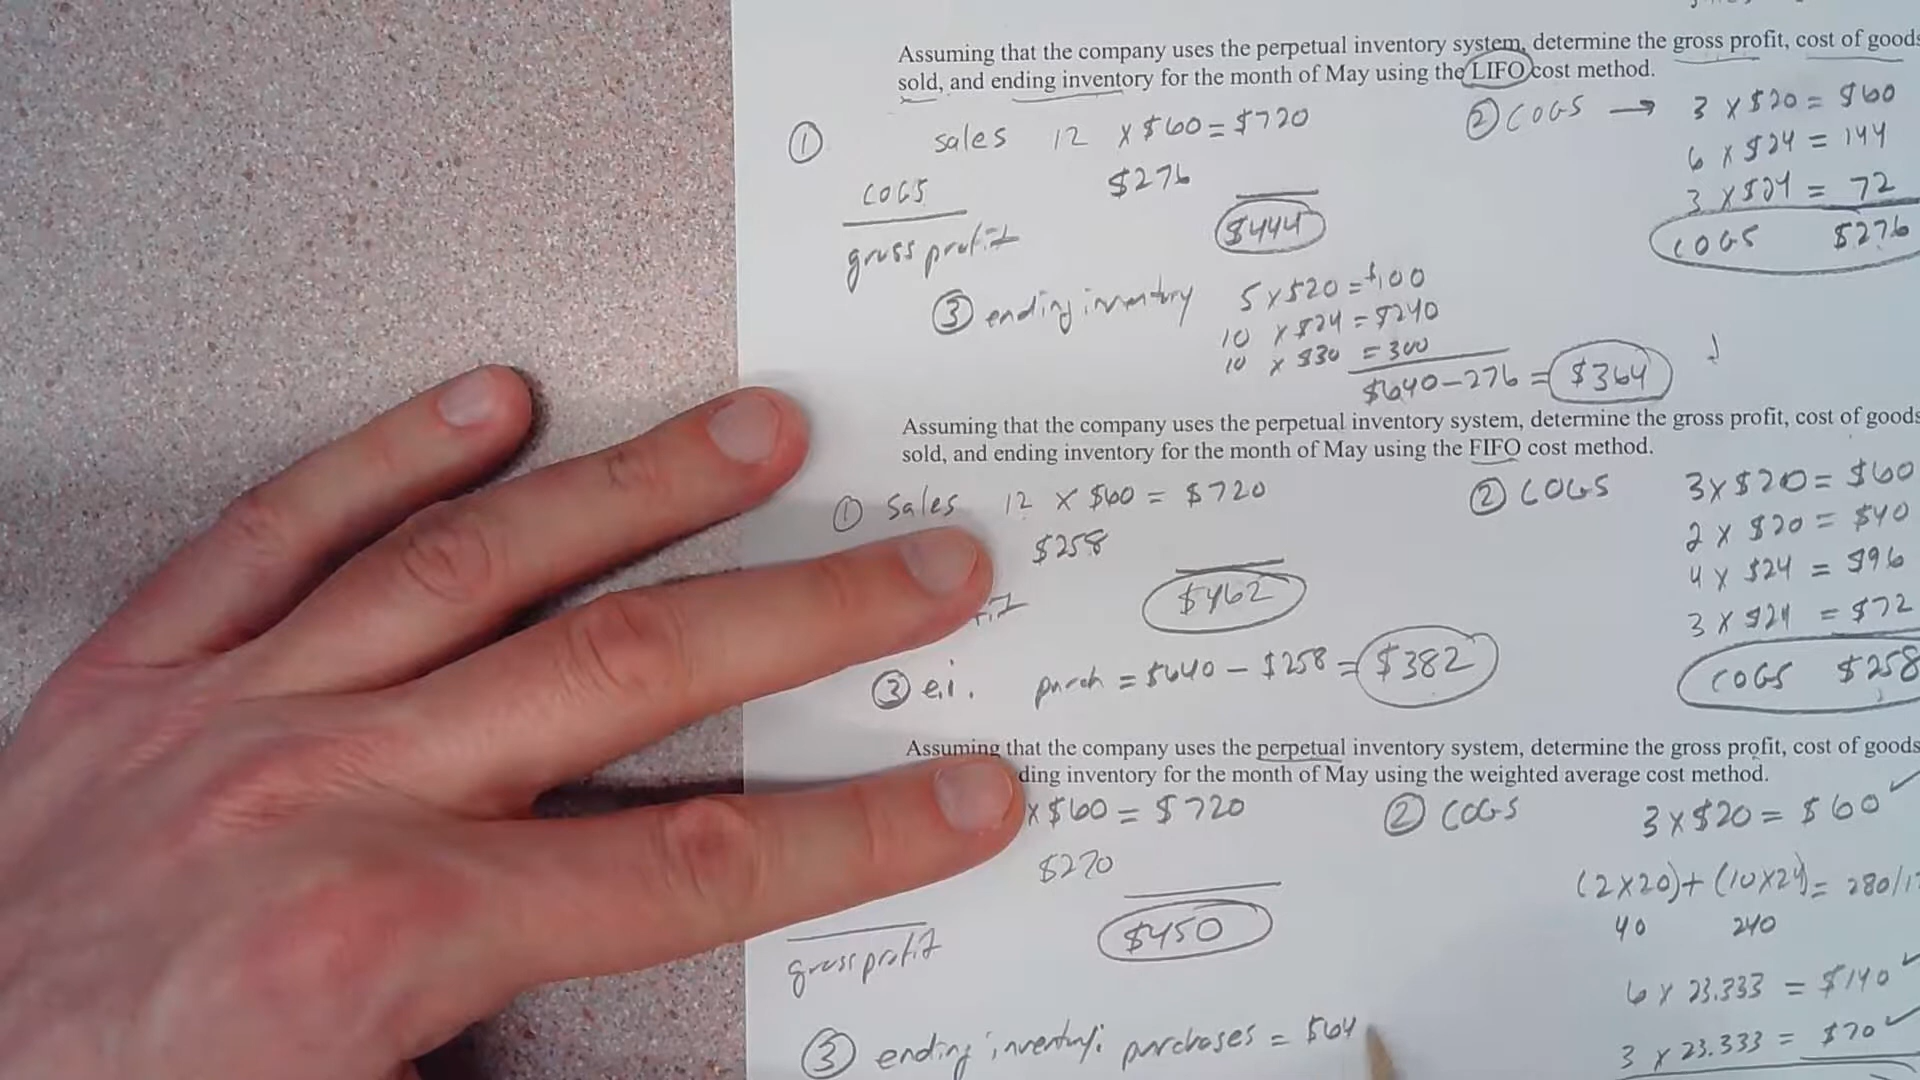 Assuming that the company uses the perpetual inventory system, determine the gross profit, cost of goods
sold, and ending inventory for the month of May using the LIFO cost method.
① sales 12 x $60 = $720
COGS $276
gross profit $444
② COGS → 3 x $20 = $60
6 x $24 = 144
3 x $24 = 72
COGS $276
③ ending inventory 5 x $20 = $100
10 x $24 = $240
10 x $30 = 300
$640 - 276 = $364
Assuming that the company uses the perpetual inventory system, determine the gross profit, cost of goods
sold, and ending inventory for the month of May using the FIFO cost method.
① Sales 12 x $60 = $720
$258
$462
② COGS 3 x $20 = $60
2 x $20 = $40
4 x $24 = $96
3 x $24 = $72
COGS $258
③ e.i. purch = $640 - $258 = $382
Assuming that the company uses the perpetual inventory system, determine the gross profit, cost of goods
ding inventory for the month of May using the weighted average cost method.
x $60 = $720
$270
$450
gross profit
② COGS 3 x $20 = $60
(2x20) + (10x24) = 280/1
40 240
6 x 23.333 = $140
3 x 23.333 = $70
③ ending inventory: purchases = $64